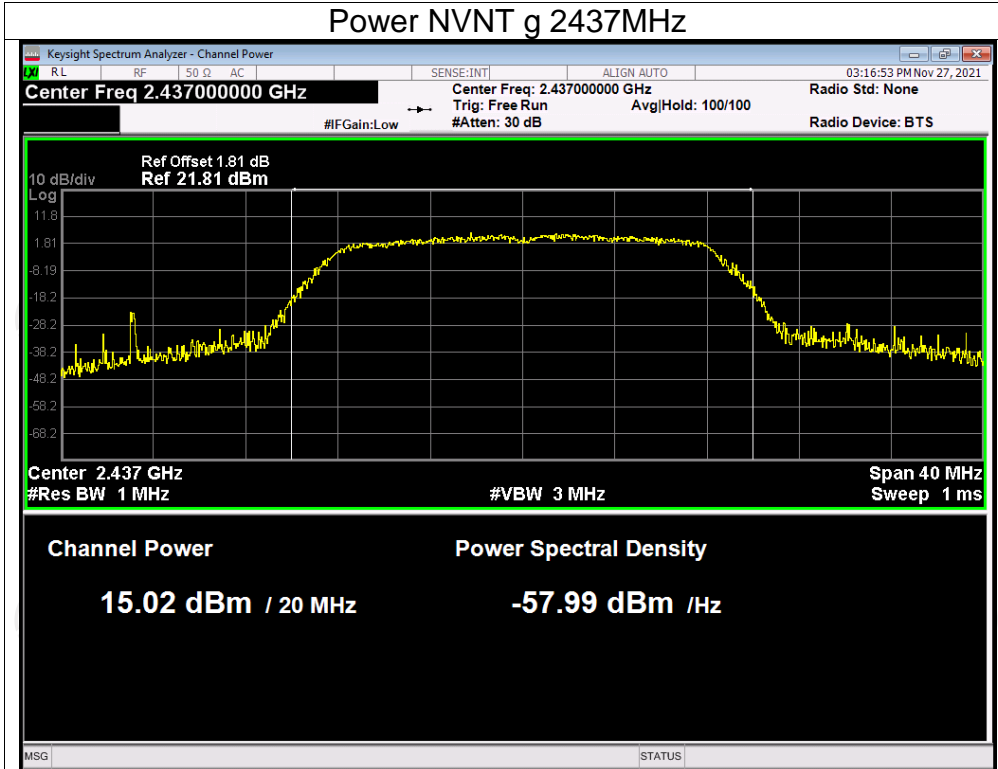 Power NVNT g 2437MHz
Keysight Spectrum Analyzer - Channel Power
LXI RL RF 50 Ω AC SENSE:INT ALIGN AUTO 03:16:53 PM Nov 27, 2021
Center Freq 2.437000000 GHz Center Freq: 2.437000000 GHz Radio Std: None
Trig: Free Run Avg|Hold: 100/100
#IFGain:Low #Atten: 30 dB Radio Device: BTS
Ref Offset 1.81 dB
10 dB/div Ref 21.81 dBm
Log
11.8
1.81
-8.19
-18.2
-28.2
-38.2
-48.2
-58.2
-68.2
Center 2.437 GHz Span 40 MHz
#Res BW 1 MHz #VBW 3 MHz Sweep 1 ms
Channel Power Power Spectral Density
15.02 dBm / 20 MHz -57.99 dBm /Hz
MSG STATUS